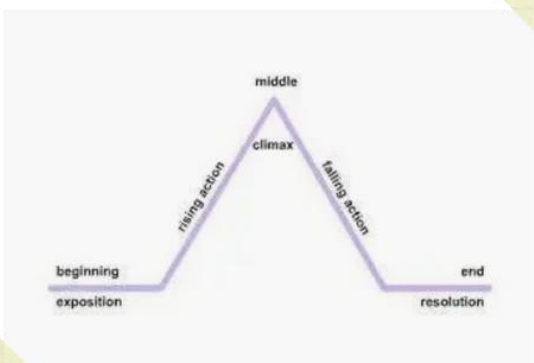 middle
climax
rising action
falling action
beginning
end
exposition
resolution